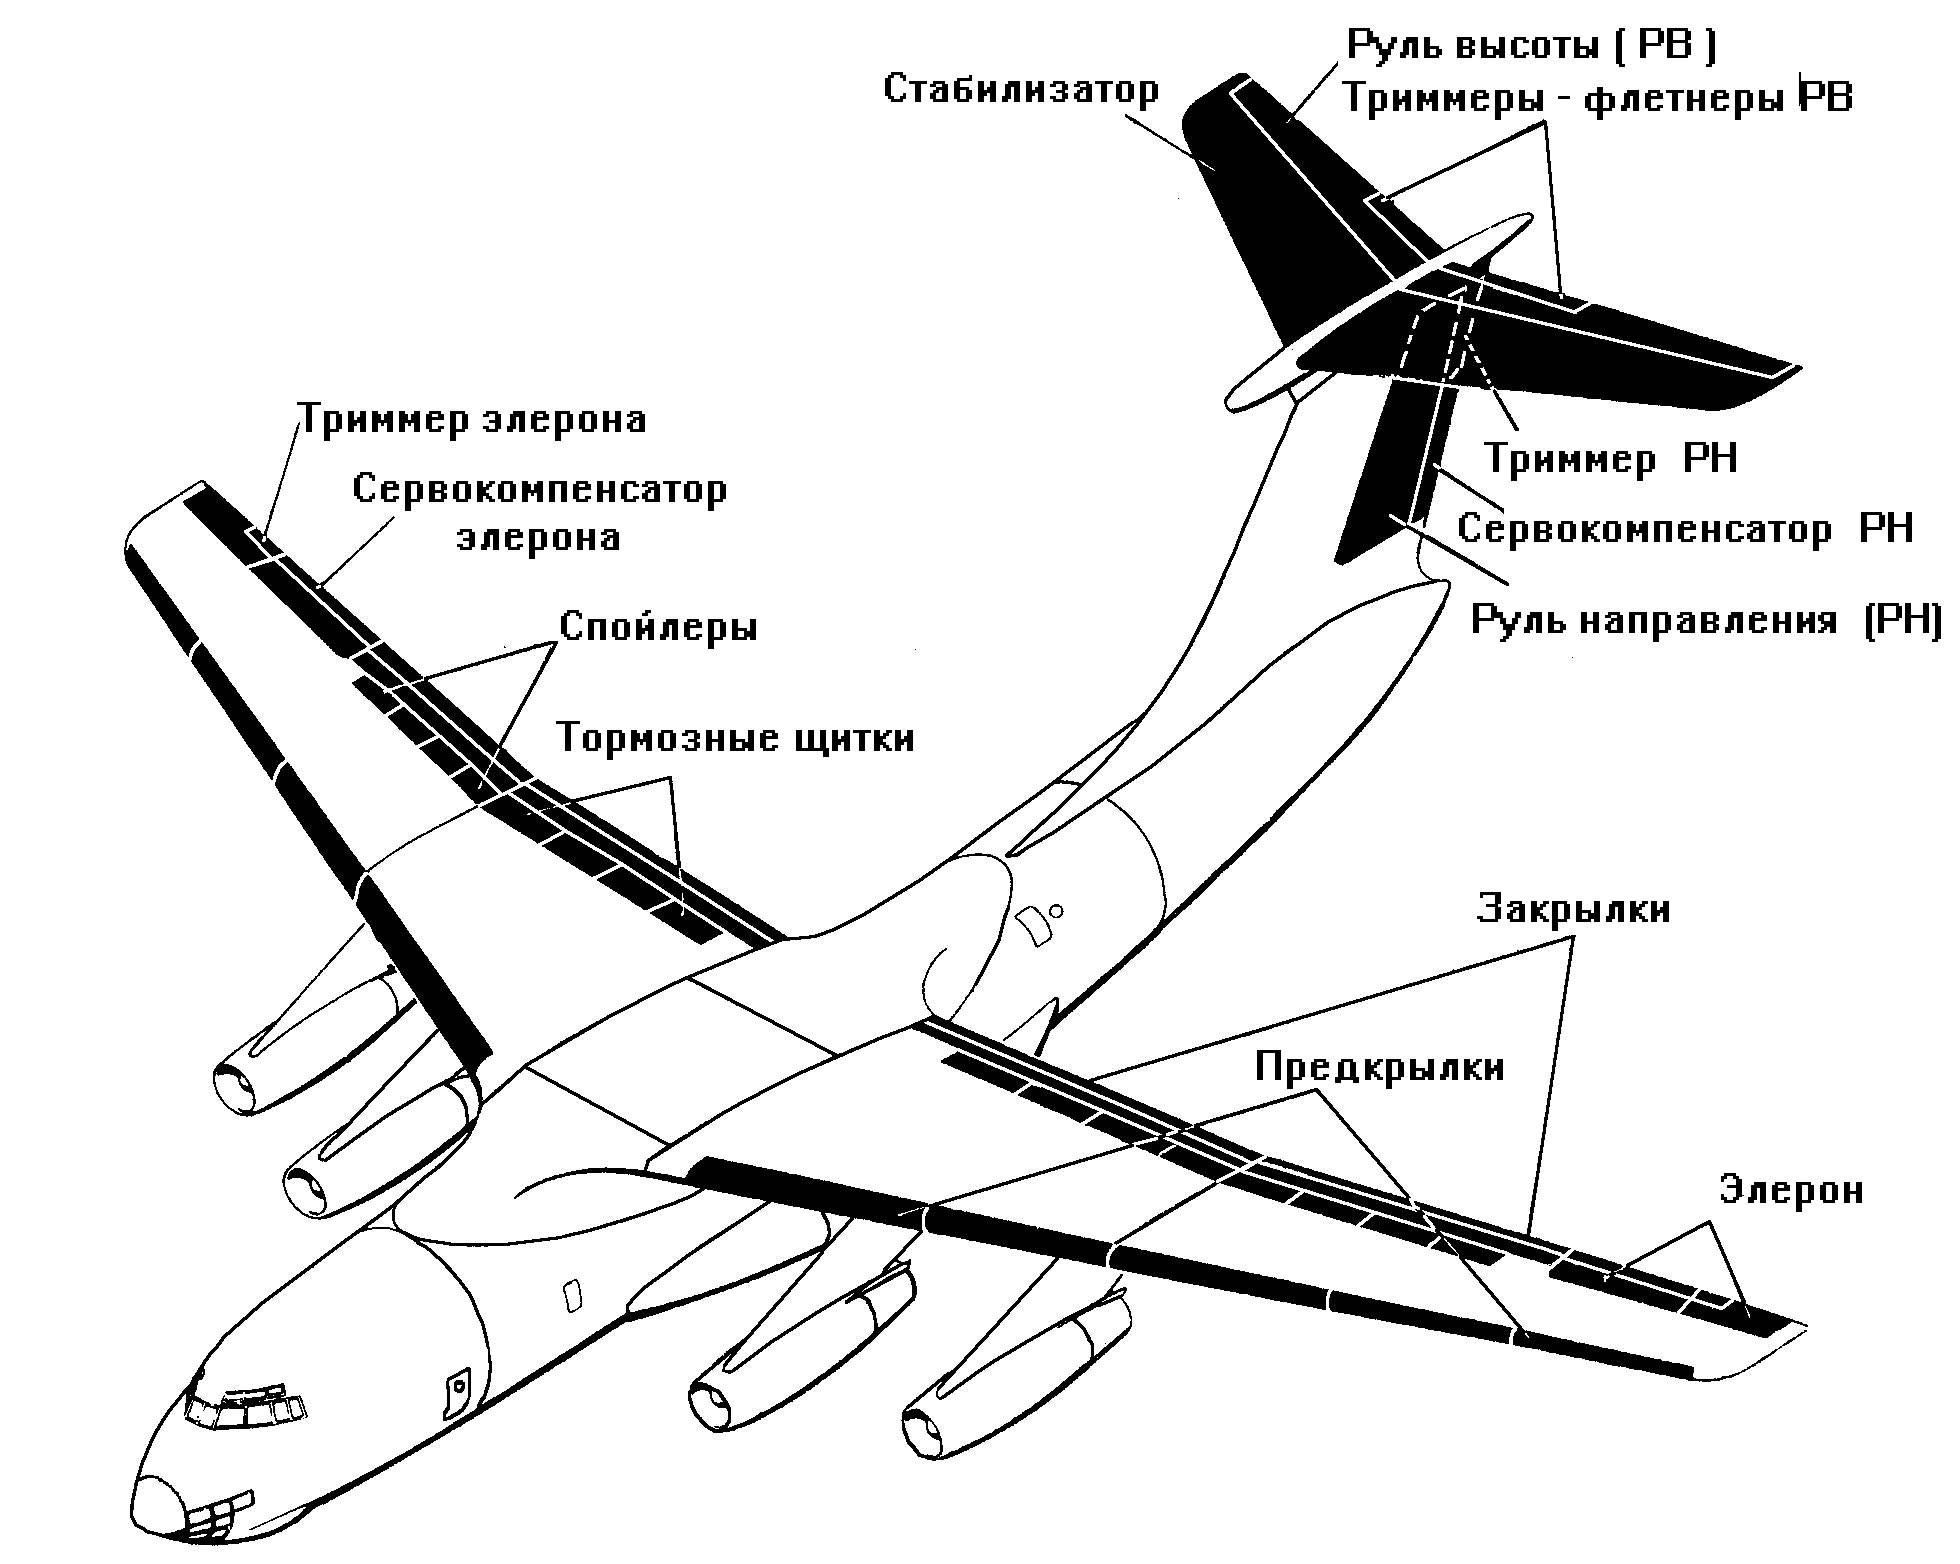 Руль высоты ( РВ )
Стабилизатор
Триммеры - флетнеры РВ
Триммер элерона
Сервокомпенсатор
элерона
Триммер РН
Сервокомпенсатор РН
Спойлеры
Руль направления (РН)
Тормозные щитки
Закрылки
Предкрылки
Элерон